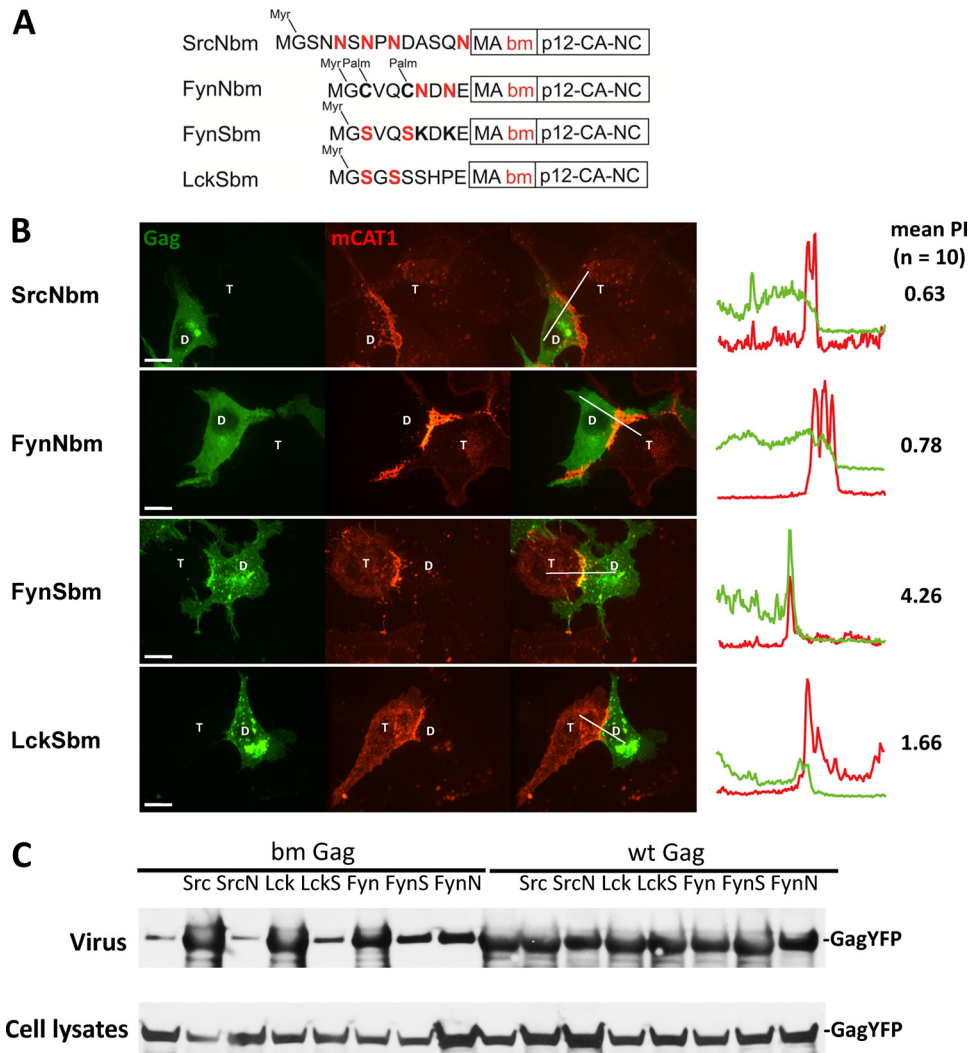 A
Myr
SrcNbm MGSNNNSNPNDASQN MA bm p12-CA-NC
Myr Palm Palm
FynNbm MGCVQCNDNE MA bm p12-CA-NC
Myr
FynSbm MGSVQSKDKE MA bm p12-CA-NC
Myr
LckSbm MGSGSSSHPE MA bm p12-CA-NC
B
Gag mCAT1 mean PI
(n = 10)
SrcNbm T D T D T D 0.63
FynNbm D T D T D T 0.78
FynSbm T D T D T D 4.26
LckSbm T D T D T D 1.66
C
bm Gag wt Gag
Src SrcN Lck LckS Fyn FynS FynN Src SrcN Lck LckS Fyn FynS FynN
Virus -GagYFP
Cell lysates -GagYFP